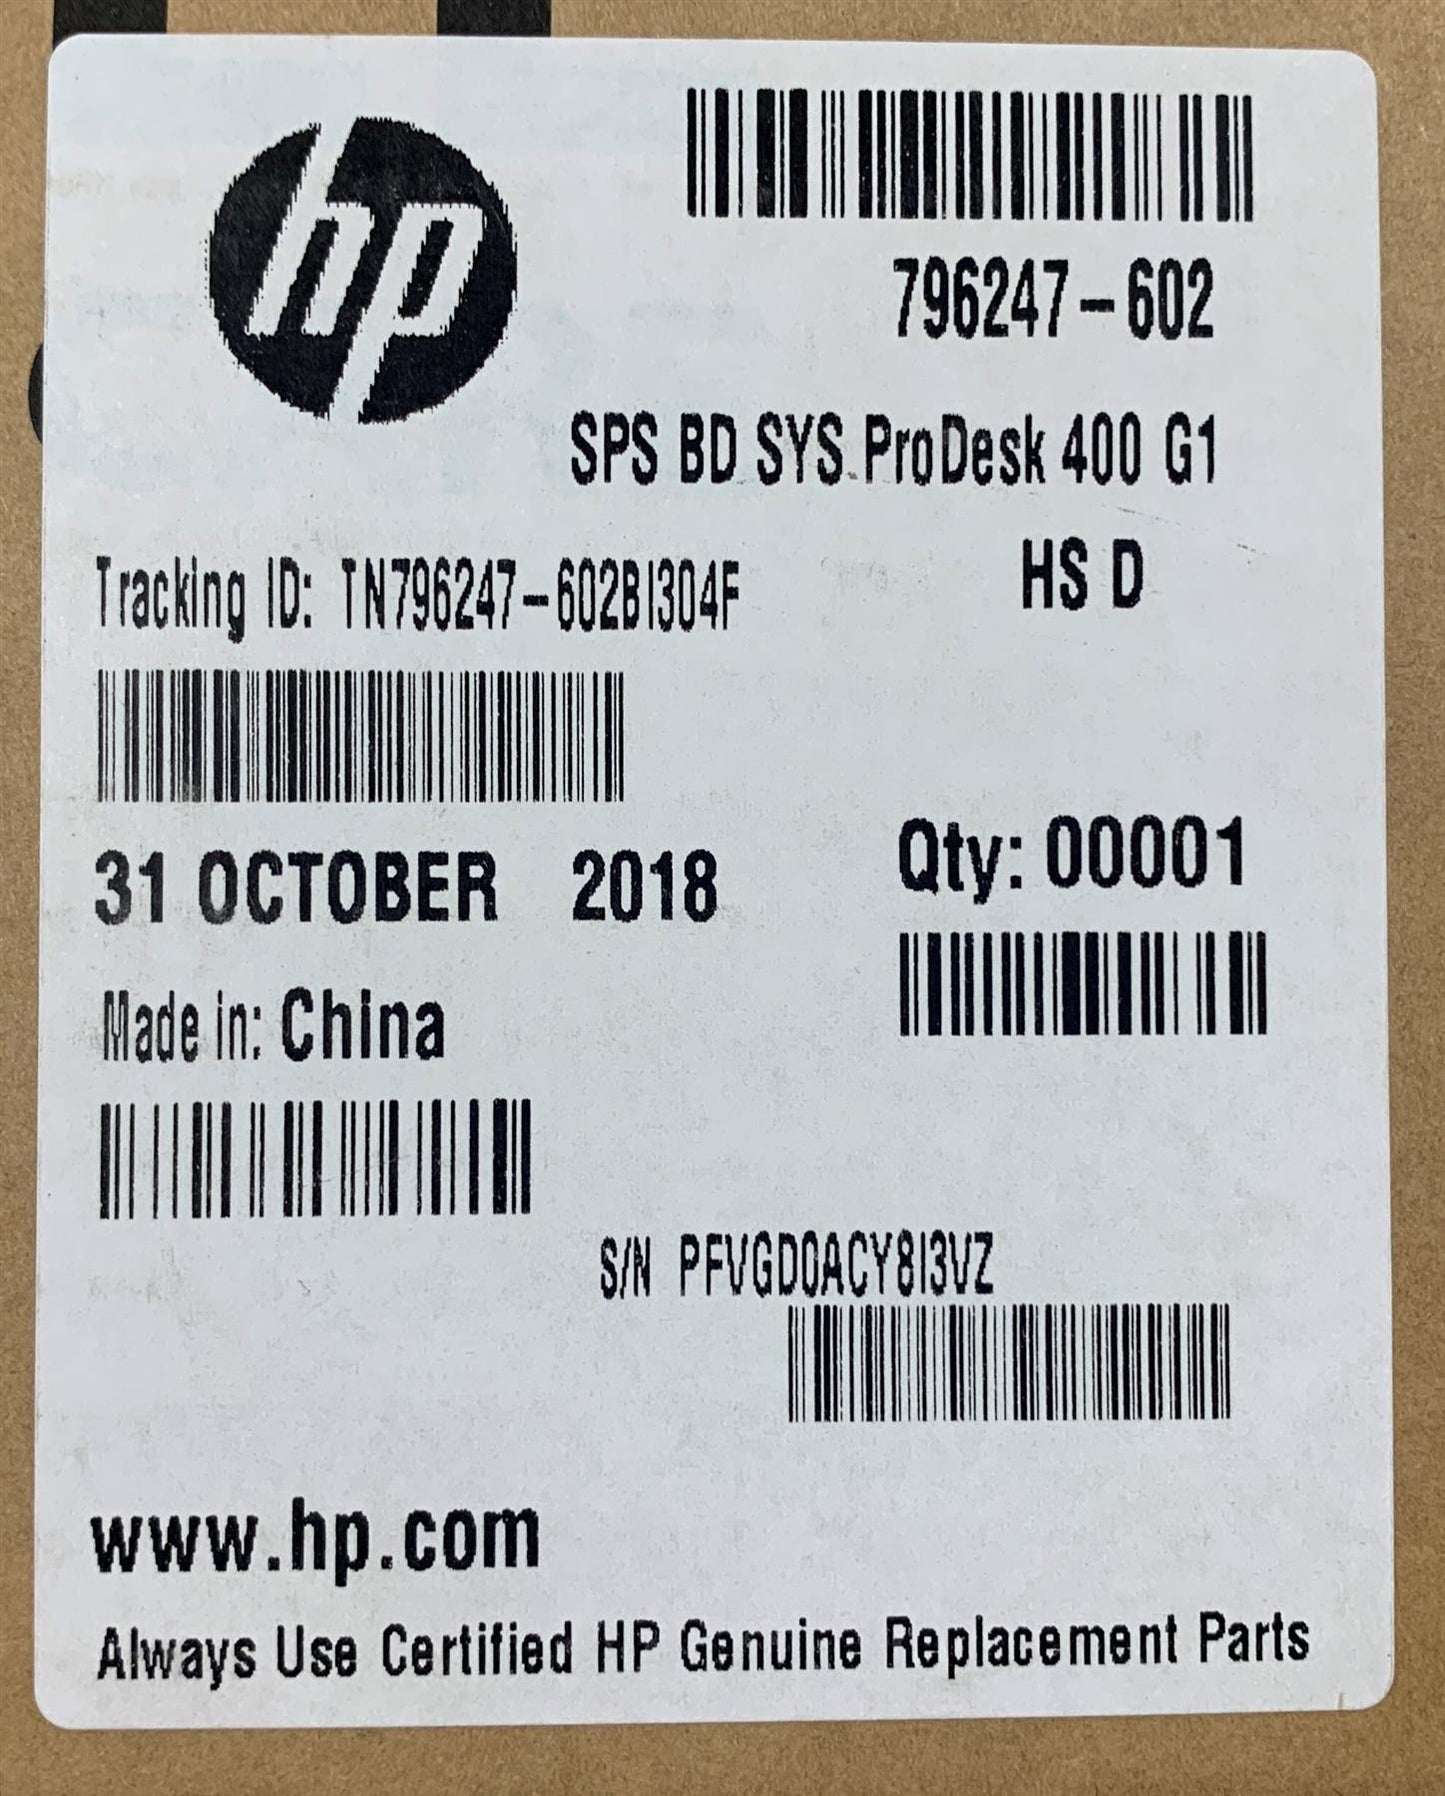 hp
796247-602
SPS BD SYS ProDesk 400 G1
HS D
Tracking ID: TN796247-602BI304F
31 OCTOBER 2018
Qty: 00001
Made in: China
S/N PFVGD0ACY8I3VZ
www.hp.com
Always Use Certified HP Genuine Replacement Parts